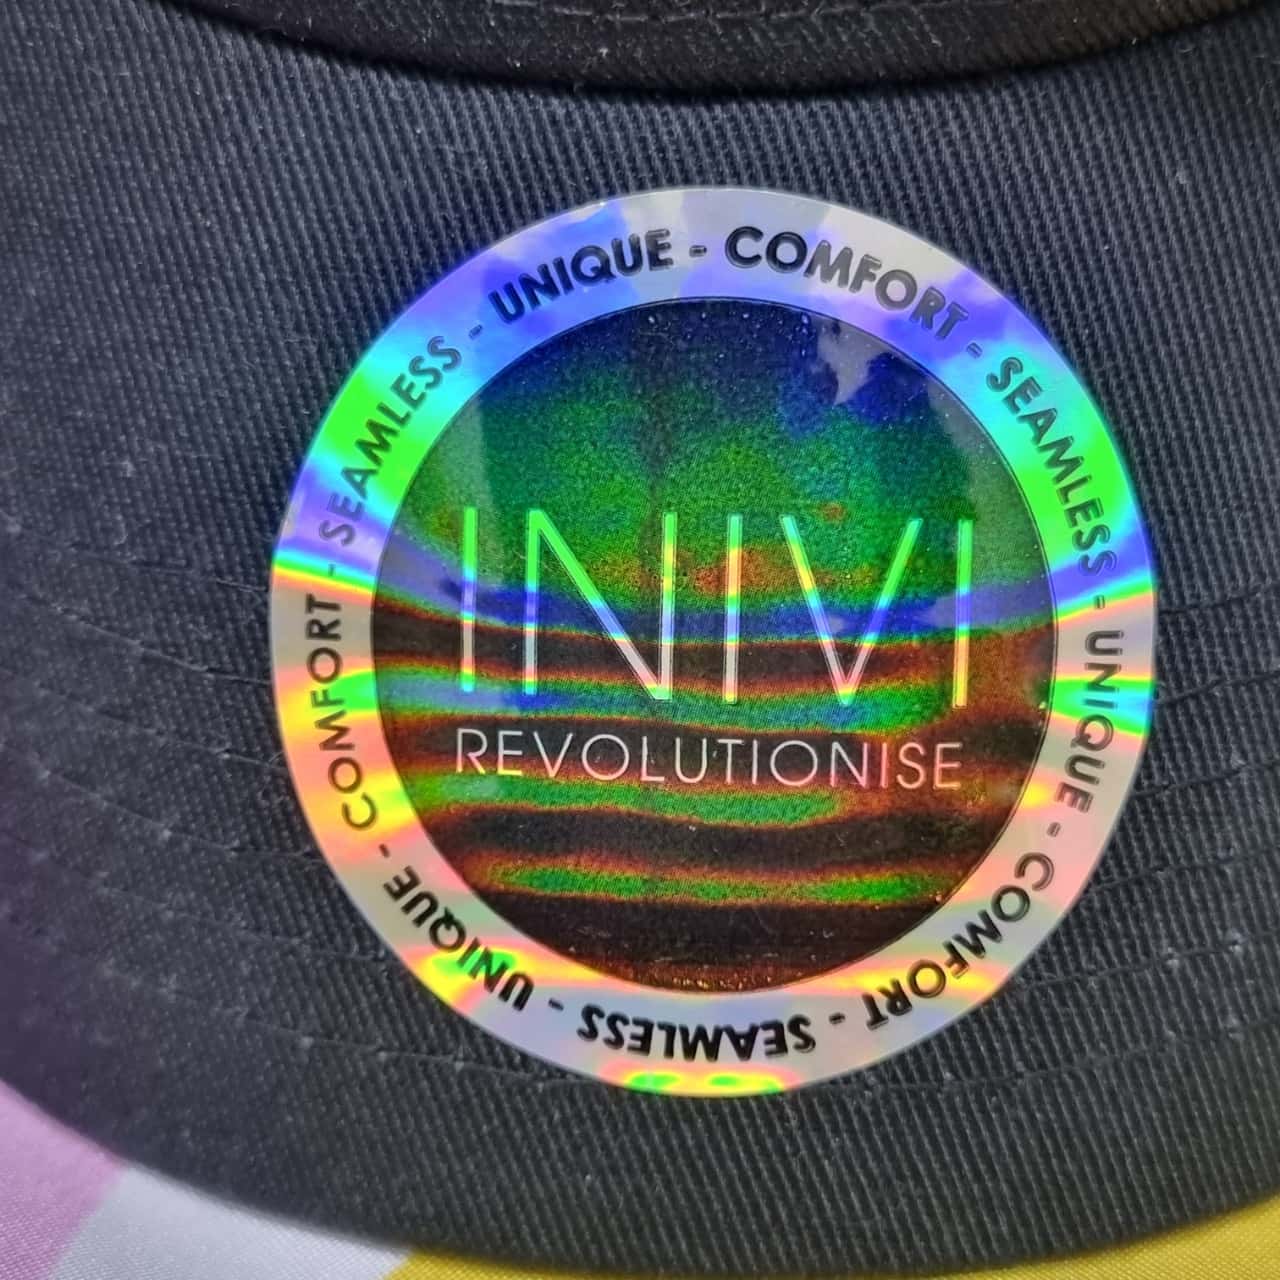 UNIQUE - COMFORT - SEAMLESS - UNIQUE - COMFORT - SEAMLESS - UNIQUE - COMFORT - SEAMLESS -
INIVI
REVOLUTIONISE